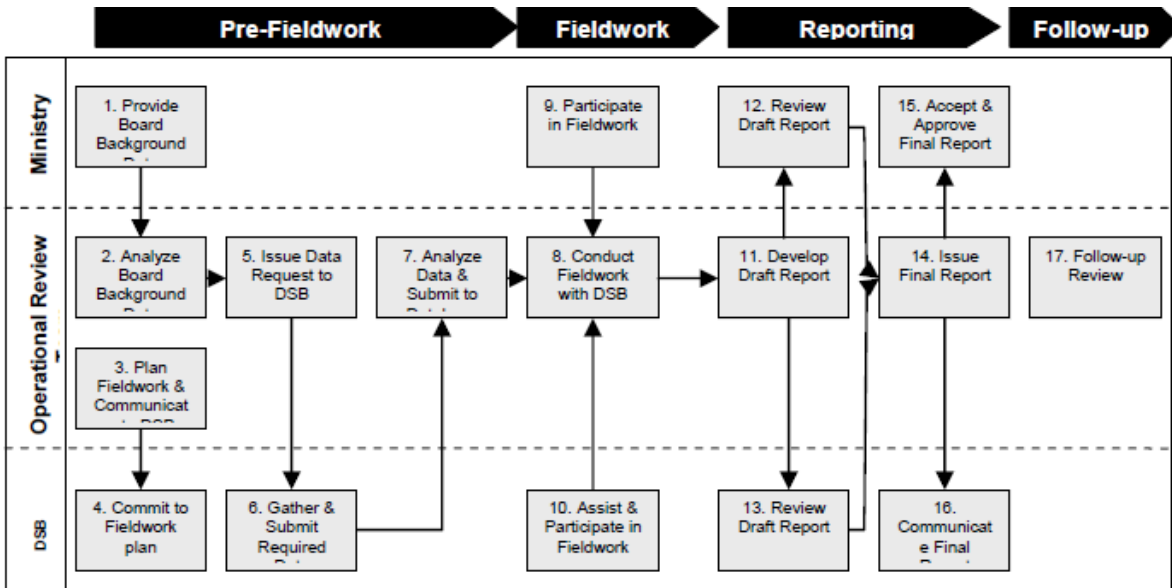 Pre-Fieldwork
Fieldwork
Reporting
Follow-up
Ministry
1. Provide
Board
Background
9. Participate
in Fieldwork
12. Review
Draft Report
15. Accept &
Approve
Final Report
Operational Review
2. Analyze
Board
Background
5. Issue Data
Request to
DSB
7. Analyze
Data &
Submit to
8. Conduct
Fieldwork
with DSB
11. Develop
Draft Report
14. Issue
Final Report
17. Follow-up
Review
3. Plan
Fieldwork &
Communicat
DSB
4. Commit to
Fieldwork
plan
6. Gather &
Submit
Required
10. Assist &
Participate in
Fieldwork
13. Review
Draft Report
16.
Communicat
e Final